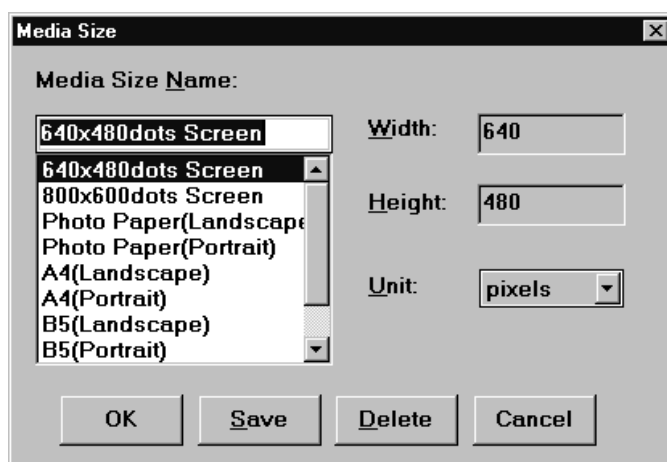 Media Size
Media Size Name:
640x480dots Screen
640x480dots Screen
800x600dots Screen
Photo Paper(Landscape
Photo Paper(Portrait)
A4(Landscape)
A4(Portrait)
B5(Landscape)
B5(Portrait)
Width: 640
Height: 480
Unit: pixels
OK Save Delete Cancel